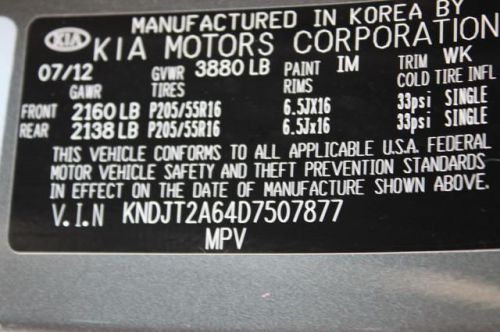 MANUFACTURED IN KOREA BY
KIA KIA MOTORS CORPORATION
07/12 GVWR 3880 LB PAINT IM TRIM WK
GAWR TIRES RIMS COLD TIRE INFL
FRONT 2160 LB P205/55R16 6.5JX16 33psi SINGLE
REAR 2138 LB P205/55R16 6.5Jx16 33psi SINGLE
THIS VEHICLE CONFORMS TO ALL APPLICABLE U.S.A. FEDERAL
MOTOR VEHICLE SAFETY AND THEFT PREVENTION STANDARDS
IN EFFECT ON THE DATE OF MANUFACTURE SHOWN ABOVE.
V.I.N KNDJT2A64D7507877
MPV